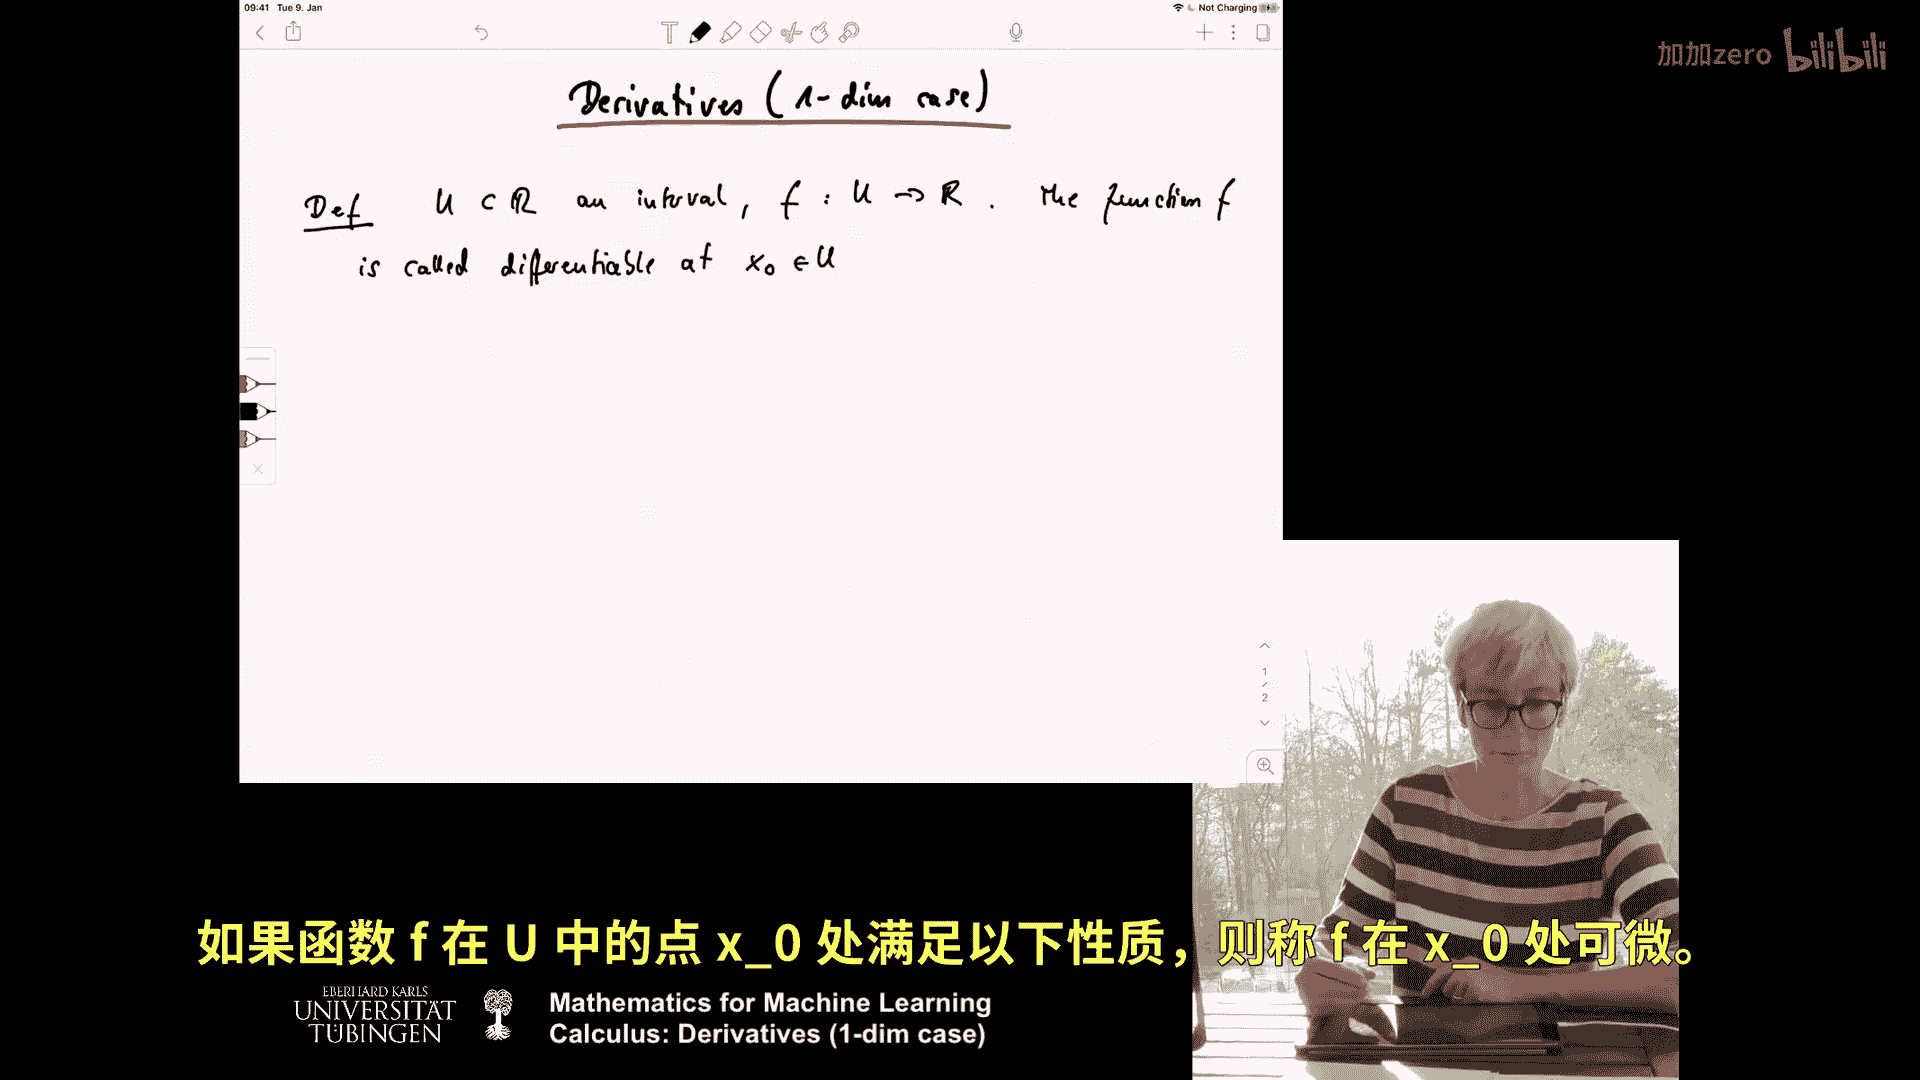 09:41 Tue 9. Jan
Not Charging
加加zero bilibili
Derivatives (1-dim case)
Def U ⊂ ℝ an interval, f : U → ℝ . The function f
is called differentiable at x₀ ∈ U
1
2
如果函数 f 在 U 中的点 x_0 处满足以下性质，则称 f 在 x_0 处可微。
EBERHARD KARLS
UNIVERSITÄT
TÜBINGEN
Mathematics for Machine Learning
Calculus: Derivatives (1-dim case)